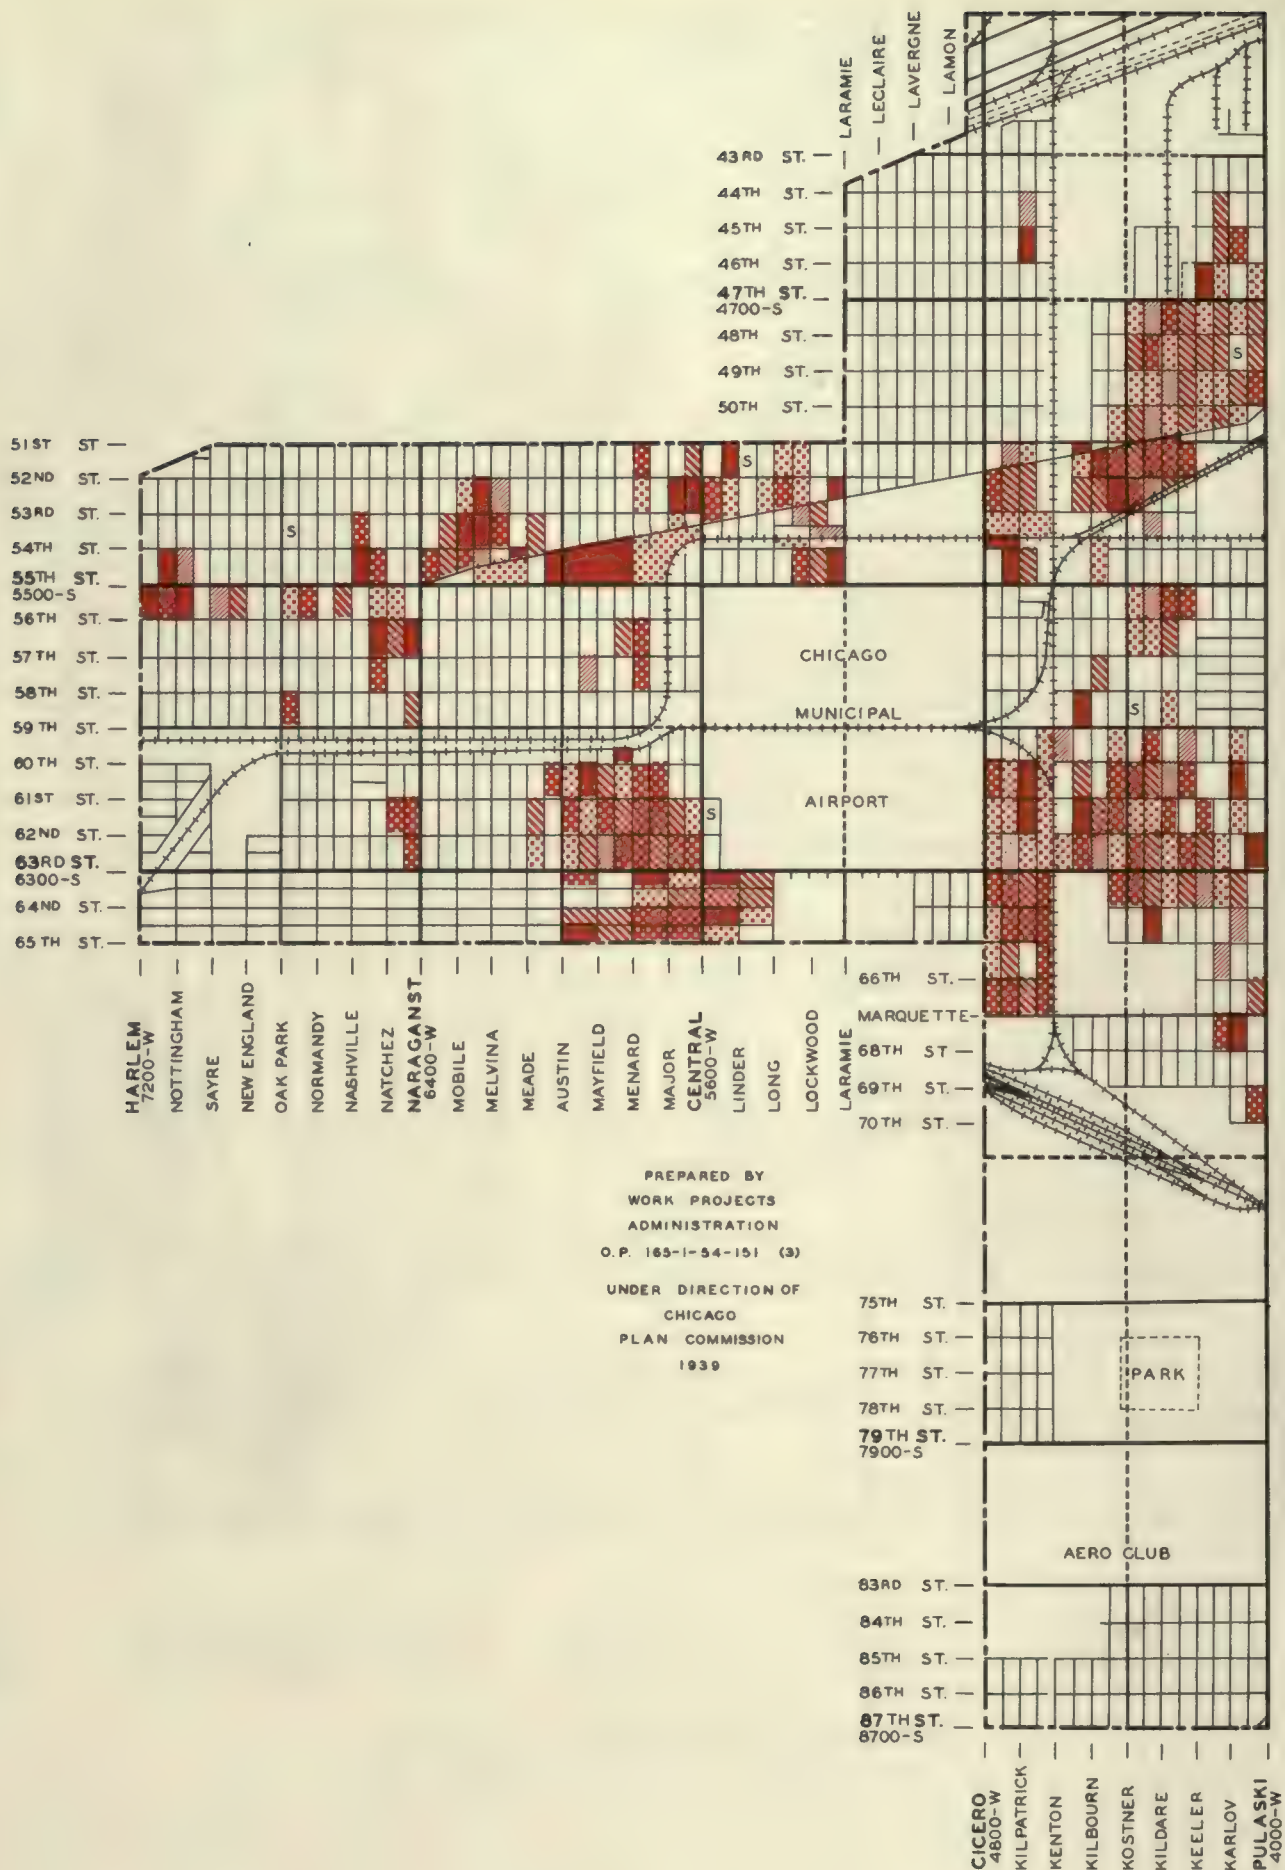 LARAMIE
LECLAIRE
LAVERGNE
LAMON
43RD ST.
44TH ST.
45TH ST.
46TH ST.
47TH ST.
4700-S
48TH ST.
S
49TH ST.
50TH ST.
51ST ST
S
52ND ST.
53RD ST.
S
54TH ST.
55TH ST.
5500-S
56TH ST.
57TH ST.
CHICAGO
58TH ST.
MUNICIPAL
S
59TH ST.
60TH ST.
61ST ST.
AIRPORT
S
62ND ST.
63RD ST.
6300-S
64ND ST.
65TH ST.
HARLEM
7200-W
NOTTINGHAM
SAYRE
NEW ENGLAND
OAK PARK
NORMANDY
NASHVILLE
NATCHEZ
NARAGANST
6400-W
MOBILE
MELVINA
MEADE
AUSTIN
MAYFIELD
MENARD
MAJOR
CENTRAL
5600-W
LINDER
LONG
LOCKWOOD
LARAMIE
66TH ST.
MARQUETTE
68TH ST
69TH ST.
70TH ST.
PREPARED BY
WORK PROJECTS
ADMINISTRATION
O.P. 165-1-54-151 (3)
UNDER DIRECTION OF
CHICAGO
PLAN COMMISSION
1939
75TH ST.
76TH ST.
77TH ST.
PARK
78TH ST.
79TH ST.
7900-S
AERO CLUB
83RD ST.
84TH ST.
85TH ST.
86TH ST.
87TH ST.
8700-S
CICERO
4800-W
KILPATRICK
KENTON
KILBOURN
KOSTNER
KILDARE
KEELER
KARLOV
PULASKI
4000-W